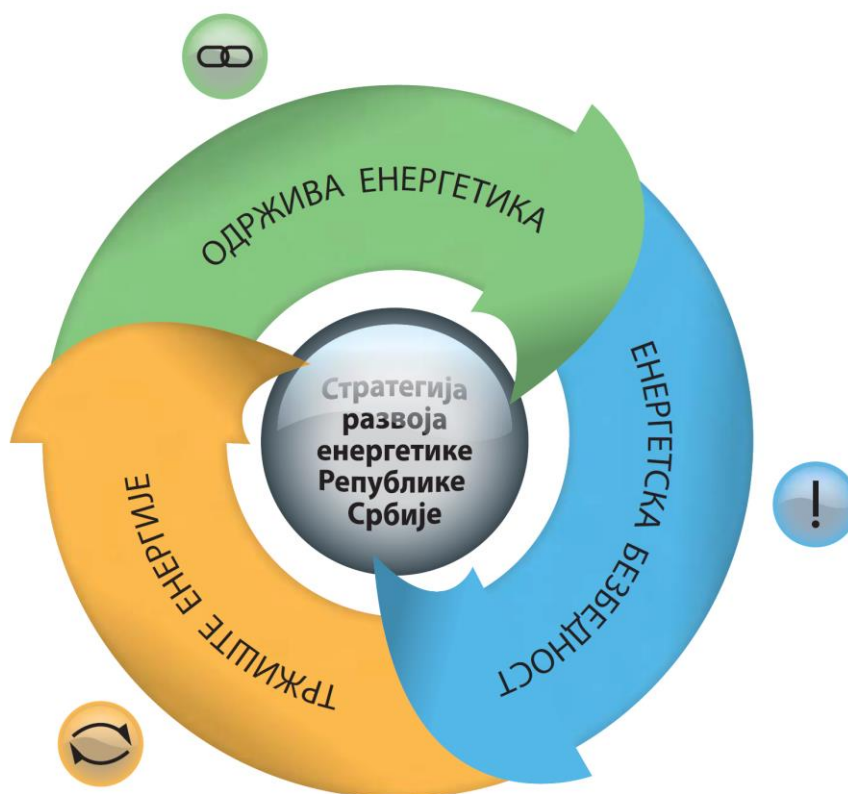 ОДРЖИВА ЕНЕРГЕТИКА
ЕНЕРГЕТСКА БЕЗБЕДНОСТ
ТРЖИШТЕ ЕНЕРГИЈЕ
Стратегија
развоја
енергетике
Републике
Србије
!